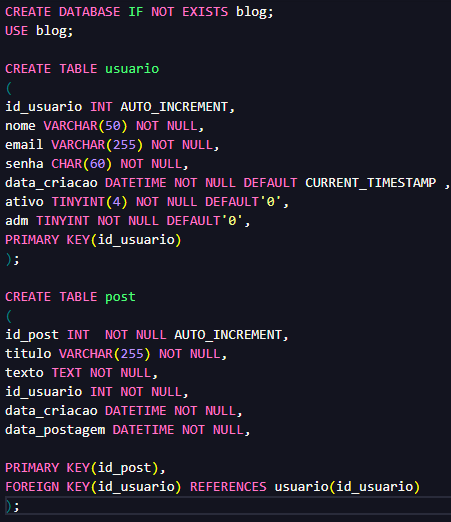 CREATE DATABASE IF NOT EXISTS blog;
USE blog;
CREATE TABLE usuario
(
id_usuario INT AUTO_INCREMENT,
nome VARCHAR(50) NOT NULL,
email VARCHAR(255) NOT NULL,
senha CHAR(60) NOT NULL,
data_criacao DATETIME NOT NULL DEFAULT CURRENT_TIMESTAMP ,
ativo TINYINT(4) NOT NULL DEFAULT'0',
adm TINYINT NOT NULL DEFAULT'0',
PRIMARY KEY(id_usuario)
);
CREATE TABLE post
(
id_post INT  NOT NULL AUTO_INCREMENT,
titulo VARCHAR(255) NOT NULL,
texto TEXT NOT NULL,
id_usuario INT NOT NULL,
data_criacao DATETIME NOT NULL,
data_postagem DATETIME NOT NULL,
PRIMARY KEY(id_post),
FOREIGN KEY(id_usuario) REFERENCES usuario(id_usuario)
);